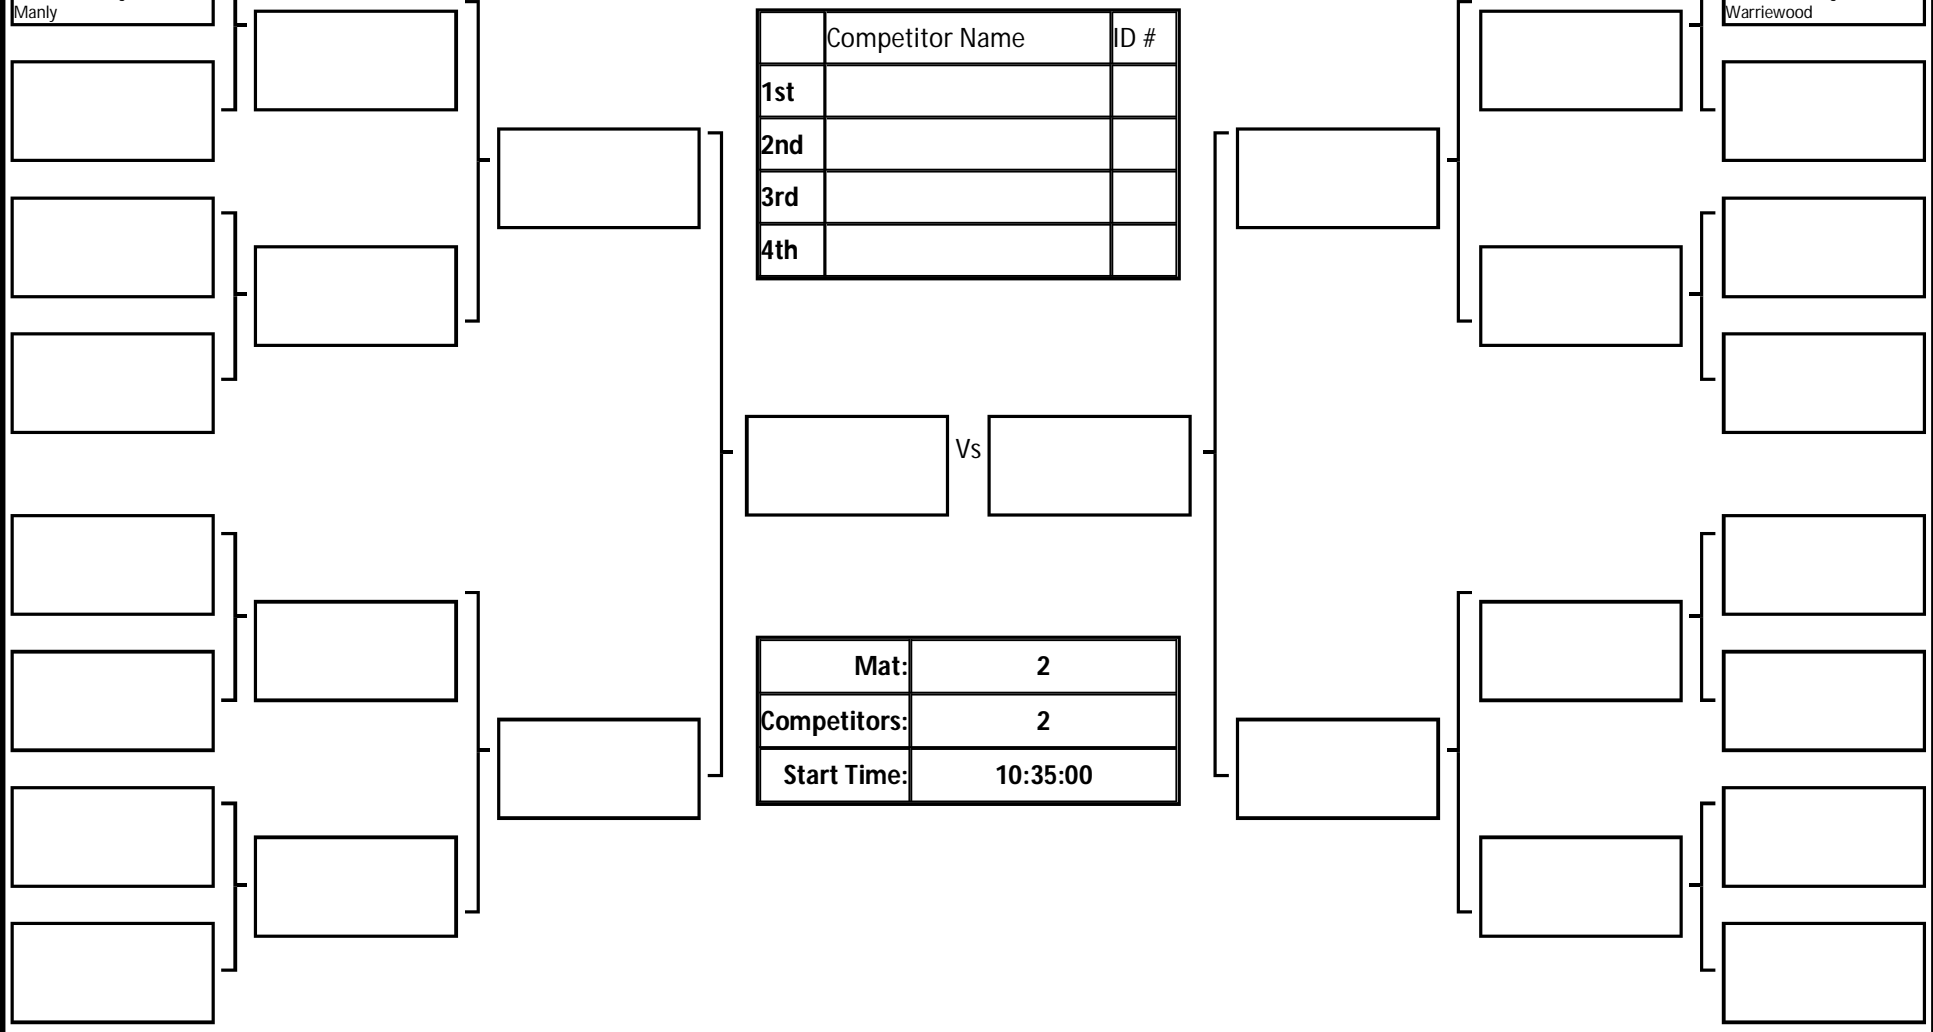 Manly
Warriewood
Competitor Name ID #
1st
2nd
3rd
4th
Vs
Mat: 2
Competitors: 2
Start Time: 10:35:00